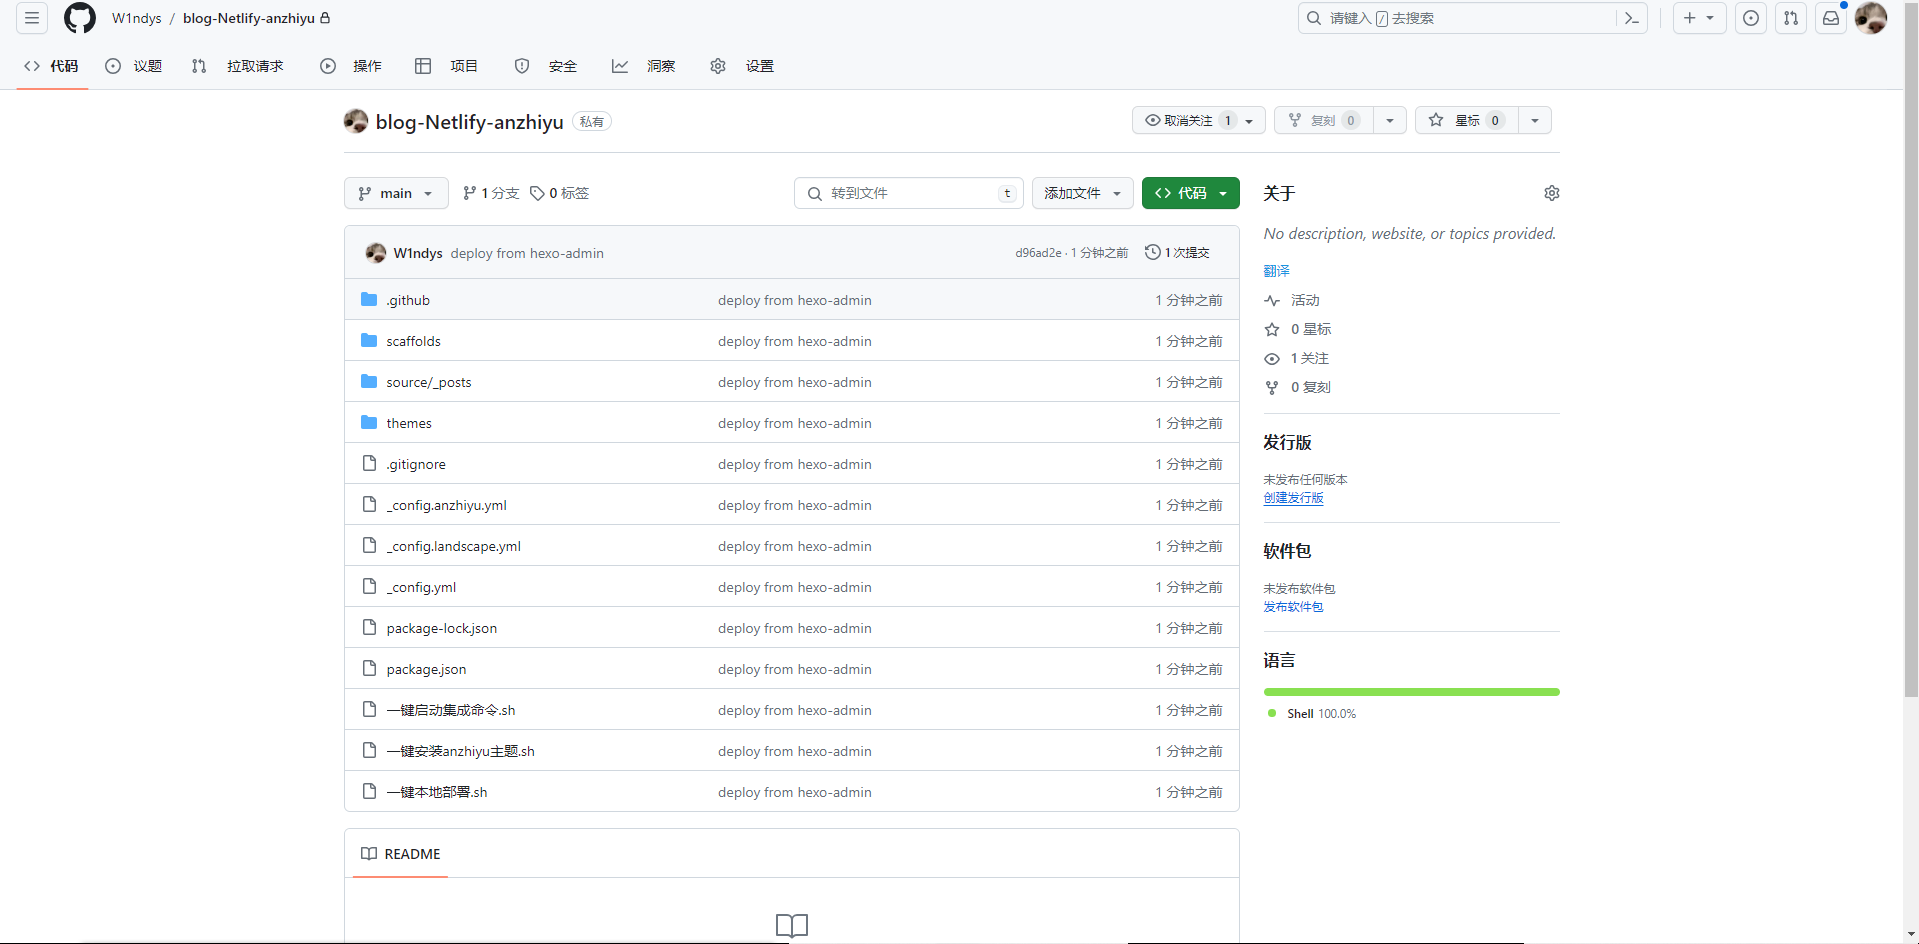 W1ndys / blog-Netlify-anzhiyu
请键入 / 去搜索
代码 议题 拉取请求 操作 项目 安全 洞察 设置
blog-Netlify-anzhiyu 私有
取消关注 1 复刻 0 星标 0
main 1 分支 0 标签 转到文件 t 添加文件 代码
W1ndys deploy from hexo-admin d96ad2e · 1 分钟之前 1 次提交
.github deploy from hexo-admin 1 分钟之前
scaffolds deploy from hexo-admin 1 分钟之前
source/_posts deploy from hexo-admin 1 分钟之前
themes deploy from hexo-admin 1 分钟之前
.gitignore deploy from hexo-admin 1 分钟之前
_config.anzhiyu.yml deploy from hexo-admin 1 分钟之前
_config.landscape.yml deploy from hexo-admin 1 分钟之前
_config.yml deploy from hexo-admin 1 分钟之前
package-lock.json deploy from hexo-admin 1 分钟之前
package.json deploy from hexo-admin 1 分钟之前
一键启动集成命令.sh deploy from hexo-admin 1 分钟之前
一键安装anzhiyu主题.sh deploy from hexo-admin 1 分钟之前
一键本地部署.sh deploy from hexo-admin 1 分钟之前
README
关于
No description, website, or topics provided.
翻译
活动
0 星标
1 关注
0 复刻
发行版
未发布任何版本
创建发行版
软件包
未发布软件包
发布软件包
语言
Shell 100.0%